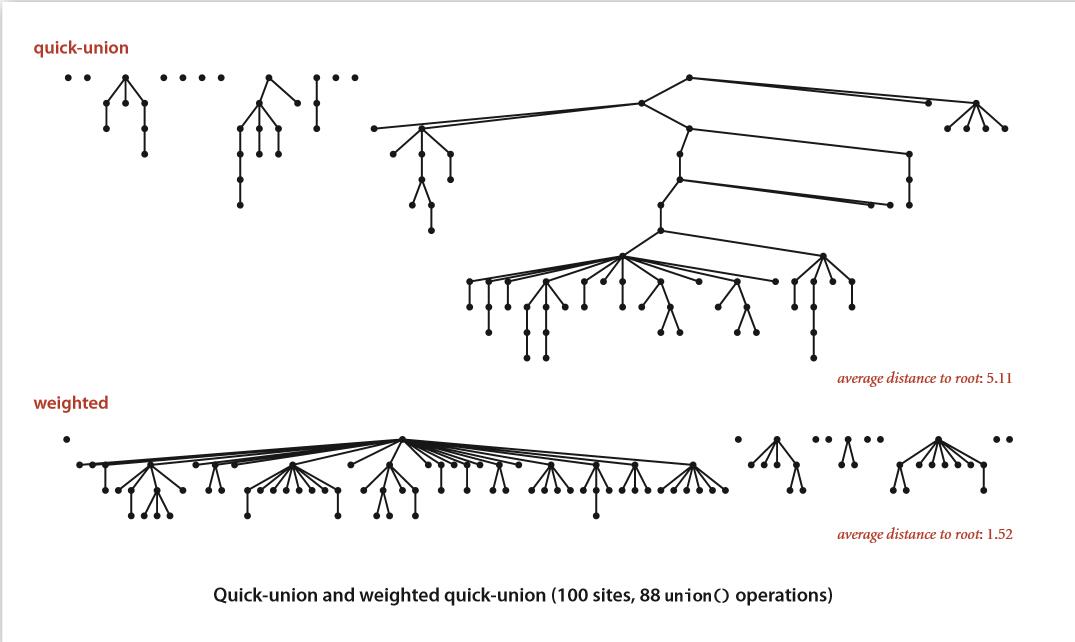 quick-union
average distance to root: 5.11
weighted
average distance to root: 1.52
Quick-union and weighted quick-union (100 sites, 88 union() operations)